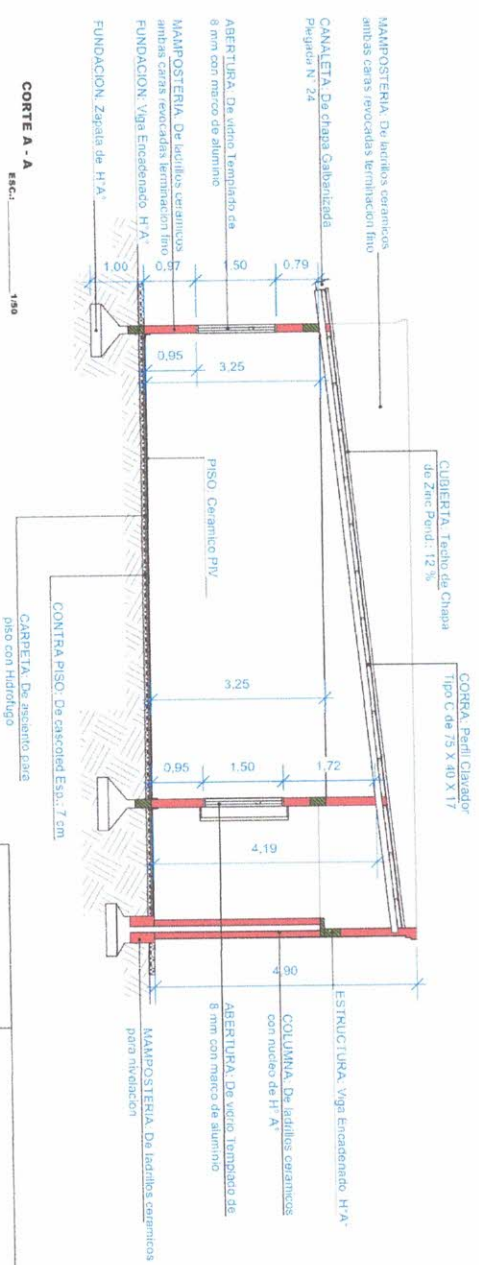 MAMPOSTERIA: De ladrillos ceramicos
ambas caras revocadas terminacion fino
CANALETA: De chapa Galbanizada
Plegada N° 24
ABERTURA: De vidrio Templado de
8 mm con marco de aluminio
MAMPOSTERIA: De ladrillos ceramicos
ambas caras revocadas terminacion fino
FUNDACION: Viga Encadenado H°A°
FUNDACION: Zapata de H°A°
1.00
0.97
1.50
0.79
0,95
3,25
CUBIERTA: Techo de Chapa
de Zinc Pend.: 12 %
CORRA: Perfil Clavador
Tipo C de 75 X 40 X 17
PISO: Ceramico PIV
CONTRA PISO: De cascoted Esp.: 7 cm
CARPETA: De asciento para
piso con Hidrofugo
3,25
0,95
1,50
1,72
4,19
4,90
ESTRUCTURA: Viga Encadenado H°A°
COLUMNA: De ladrillos ceramicos
con nucleo de H° A°
ABERTURA: De vidrio Templado de
8 mm con marco de aluminio
MAMPOSTERIA: De ladrillos ceramicos
para nivelacion
CORTE A - A
ESC.: 1/50